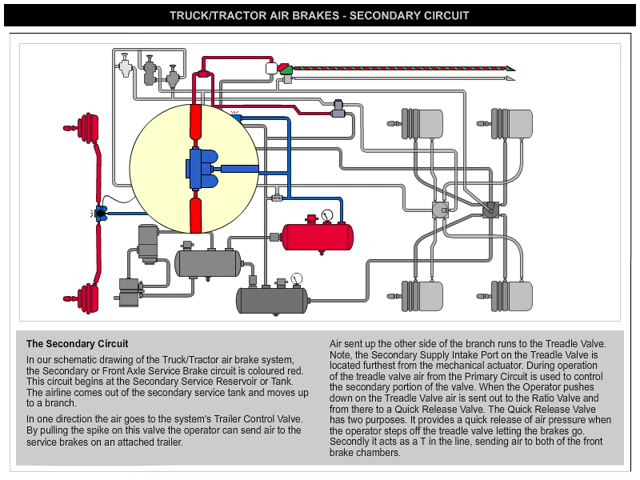 TRUCK/TRACTOR AIR BRAKES - SECONDARY CIRCUIT
The Secondary Circuit
In our schematic drawing of the Truck/Tractor air brake system,
the Secondary or Front Axle Service Brake circuit is coloured red.
This circuit begins at the Secondary Service Reservoir or Tank.
The airline comes out of the secondary service tank and moves up
to a branch.
In one direction the air goes to the system's Trailer Control Valve.
By pulling the spike on this valve the operator can send air to the
service brakes on an attached trailer.
Air sent up the other side of the branch runs to the Treadle Valve.
Note, the Secondary Supply Intake Port on the Treadle Valve is
located furthest from the mechanical actuator. During operation
of the treadle valve air from the Primary Circuit is used to control
the secondary portion of the valve. When the Operator pushes
down on the Treadle Valve air is sent out to the Ratio Valve and
from there to a Quick Release Valve. The Quick Release Valve
has two purposes. It provides a quick release of air pressure when
the operator steps off the treadle valve letting the brakes go.
Secondly it acts as a T in the line, sending air to both of the front
brake chambers.